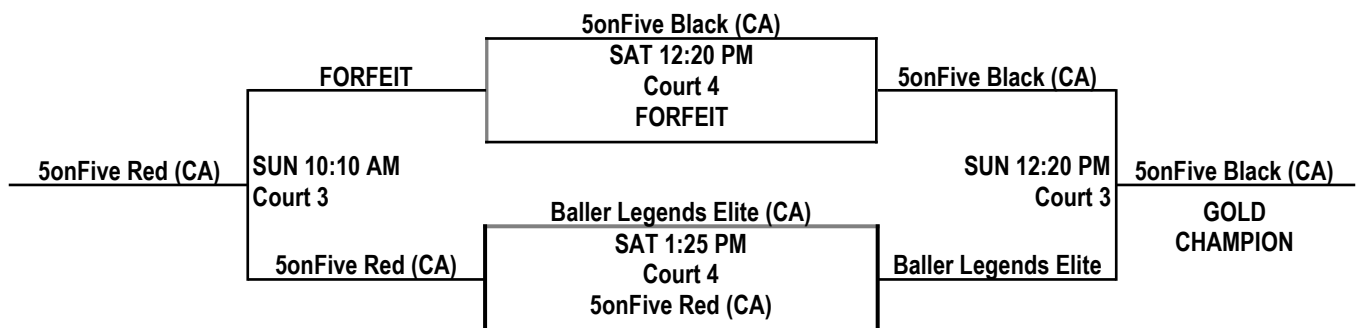 5onFive Black (CA)
SAT 12:20 PM
Court 4
FORFEIT
FORFEIT
5onFive Black (CA)
5onFive Red (CA)
SUN 10:10 AM
Court 3
SUN 12:20 PM
Court 3
5onFive Black (CA)
GOLD
CHAMPION
Baller Legends Elite (CA)
SAT 1:25 PM
Court 4
5onFive Red (CA)
5onFive Red (CA)
Baller Legends Elite